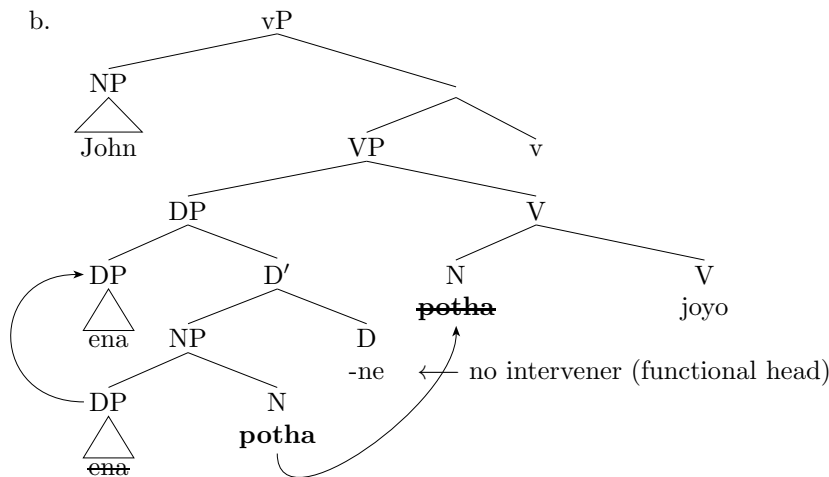 b. vP
NP
John VP v
DP V
DP D′ N V
ena NP D potha joyo
-ne ← no intervener (functional head)
DP N
potha
ena